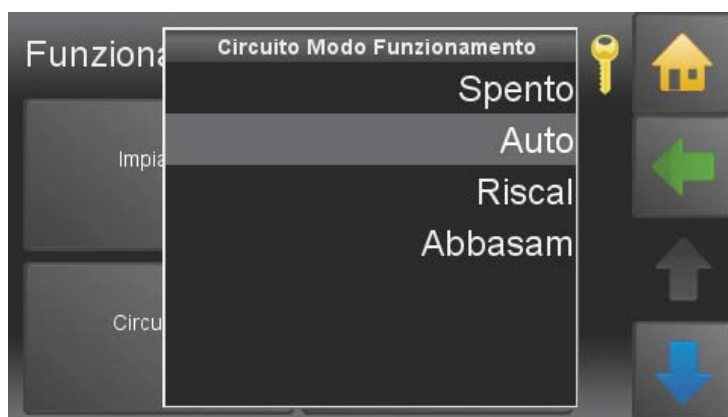 Funziona
Circuito Modo Funzionamento
Spento
Auto
Impia
Riscal
Abbasam
Circu